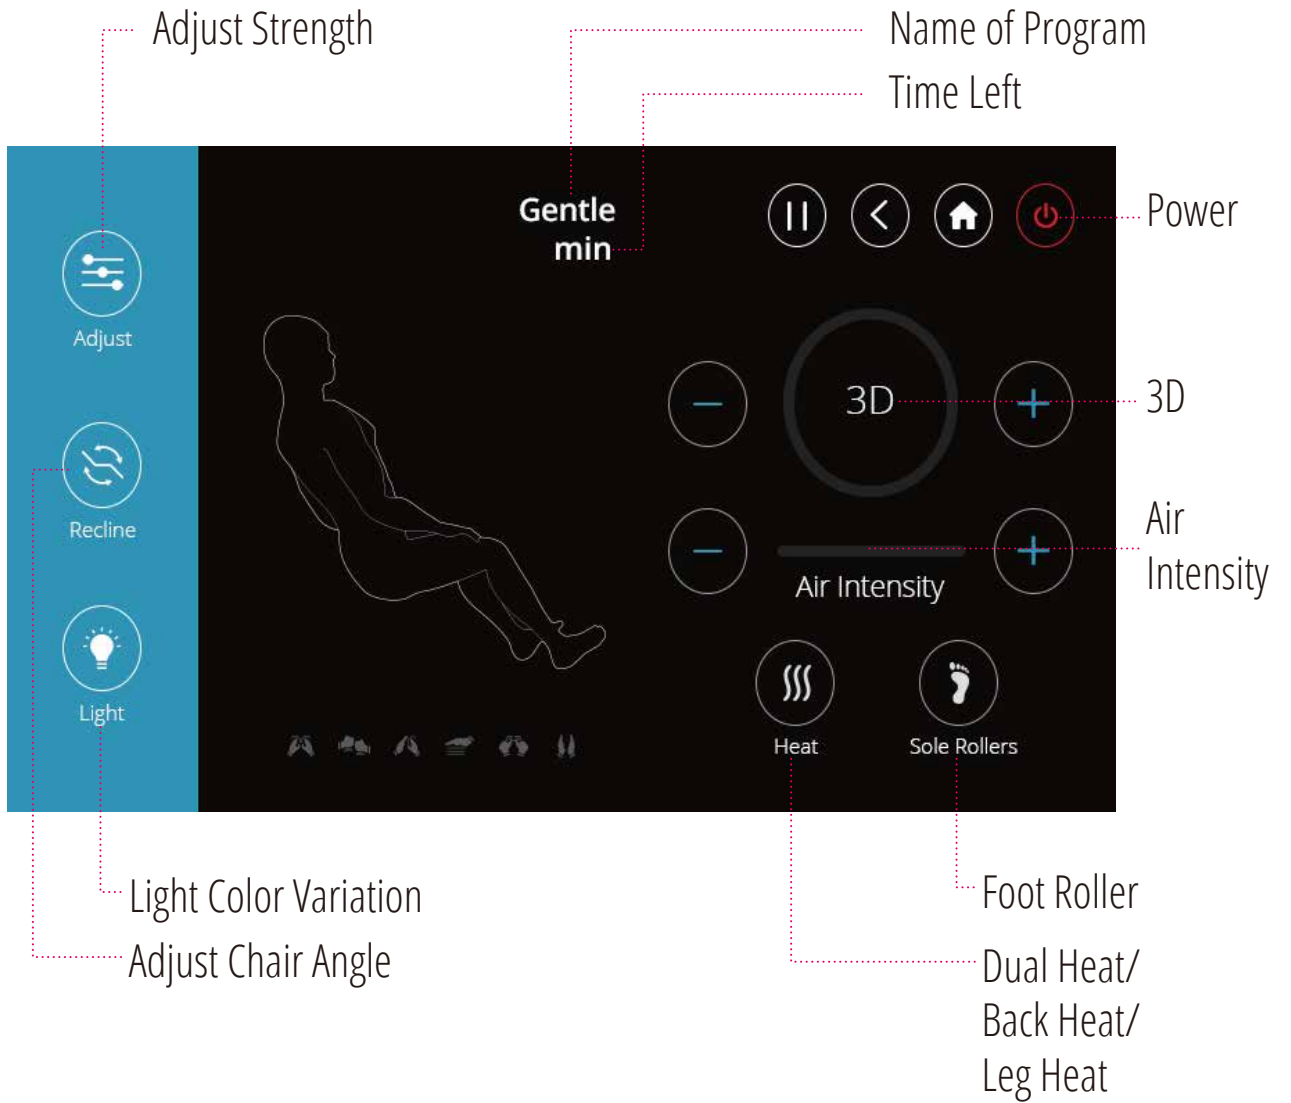 Adjust Strength
Name of Program
Time Left
Gentle
min
Power
Adjust
3D
3D
Recline
Air
Intensity
Air Intensity
Light
Heat
Sole Rollers
Light Color Variation
Adjust Chair Angle
Foot Roller
Dual Heat/
Back Heat/
Leg Heat